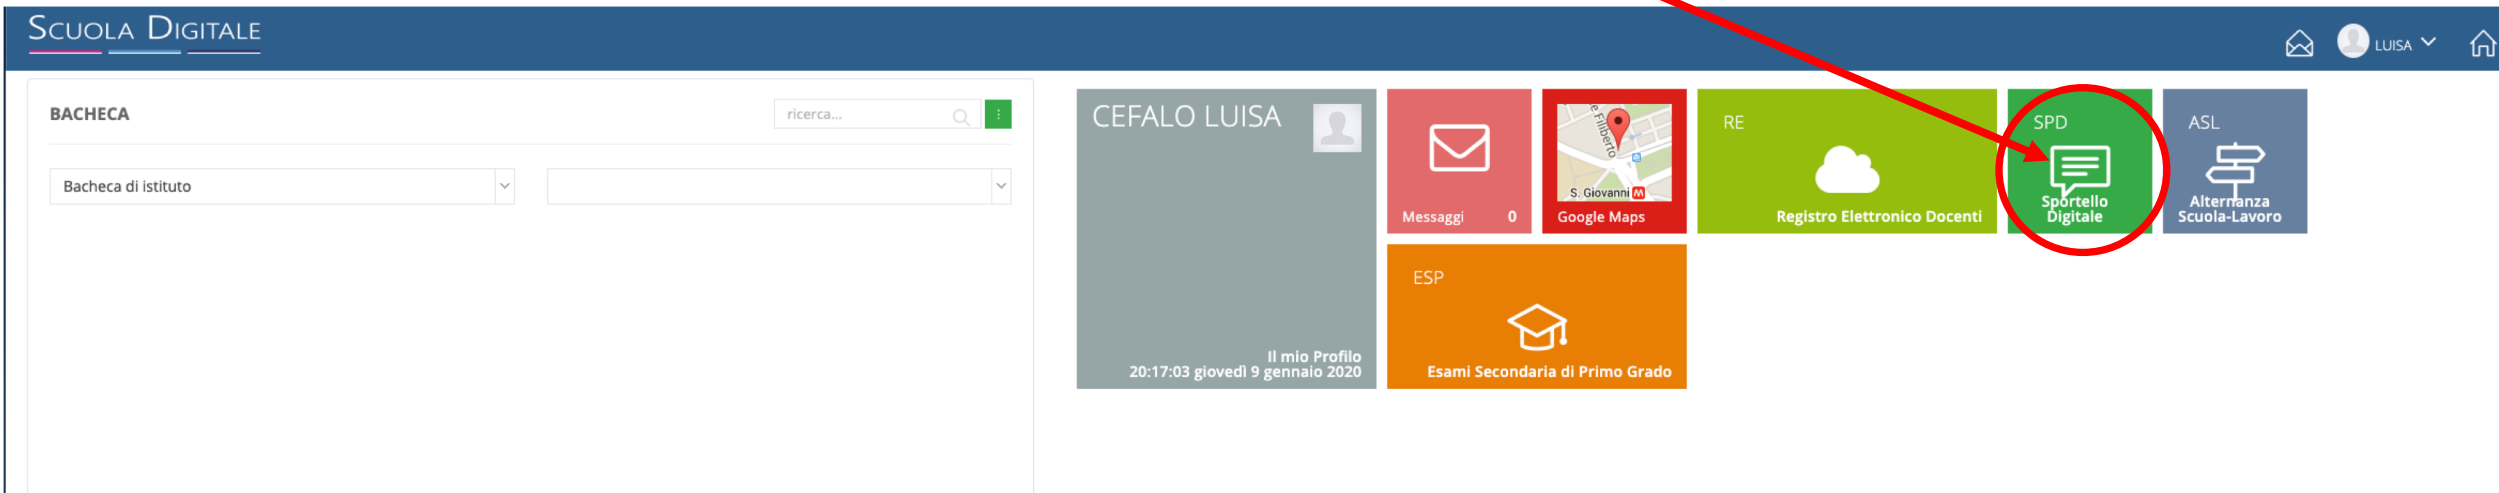 SCUOLA DIGITALE
LUISA
BACHECA
ricerca...
Bacheca di istituto
CEFALO LUISA
Il mio Profilo
20:17:03 giovedì 9 gennaio 2020
Messaggi 0
e Filiberto
S. Giovanni M
Google Maps
RE
Registro Elettronico Docenti
SPD
Sportello
Digitale
ASL
Alternanza
Scuola-Lavoro
ESP
Esami Secondaria di Primo Grado